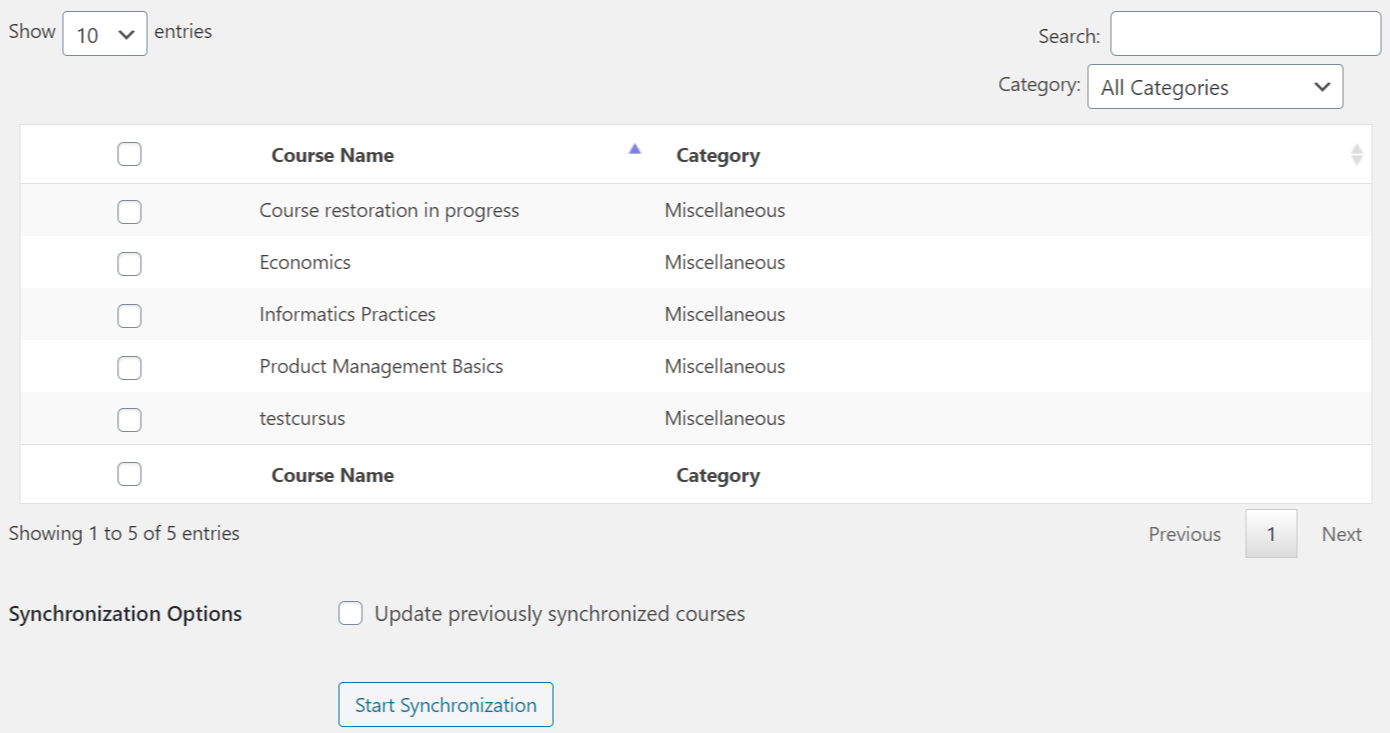 Show 10 entries
Search:
Category: All Categories
Course Name Category
Course restoration in progress Miscellaneous
Economics Miscellaneous
Informatics Practices Miscellaneous
Product Management Basics Miscellaneous
testcursus Miscellaneous
Course Name Category
Showing 1 to 5 of 5 entries
Previous 1 Next
Synchronization Options Update previously synchronized courses
Start Synchronization